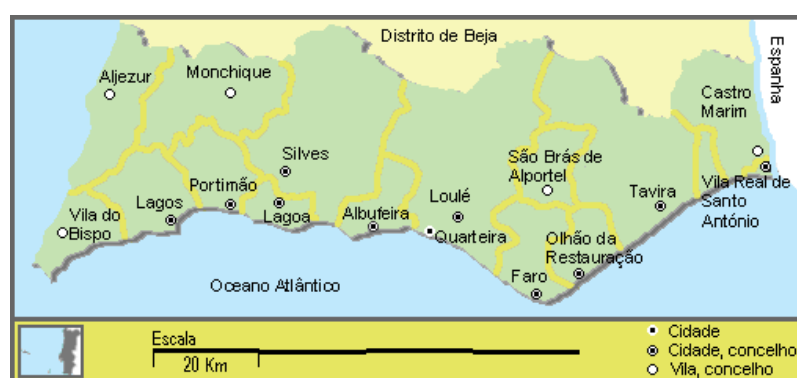 Distrito de Beja
Espanha
Aljezur
Monchique
Castro
Marim
Silves
São Brás de
Alportel
Portimão
Lagos
Lagoa
Albufeira
Loulé
Tavira
Vila Real de
Santo
António
Vila do
Bispo
Quarteira
Olhão da
Restauração
Faro
Oceano Atlântico
Escala
20 Km
Cidade
Cidade, concelho
Vila, concelho